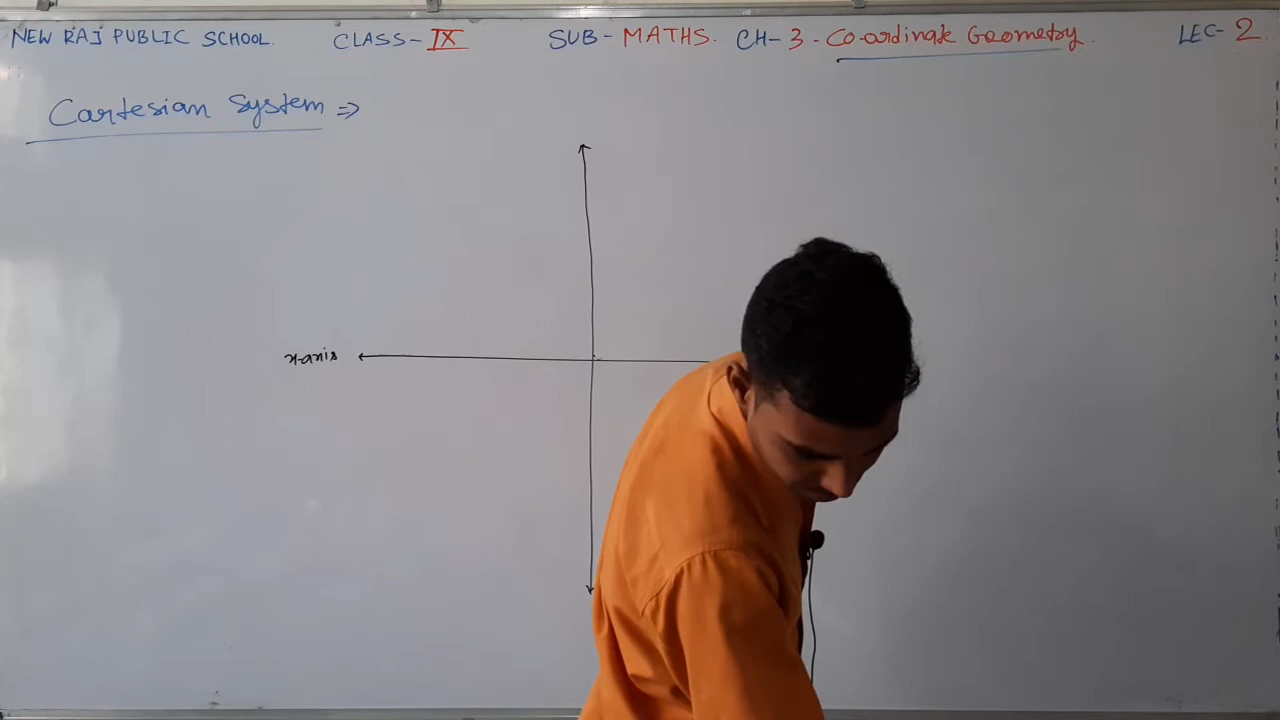 NEW RAJ PUBLIC SCHOOL. CLASS-IX SUB- MATHS. CH-3-Co-ordinate Geometry. LEC-2
Cartesian System ⇒
x-axis